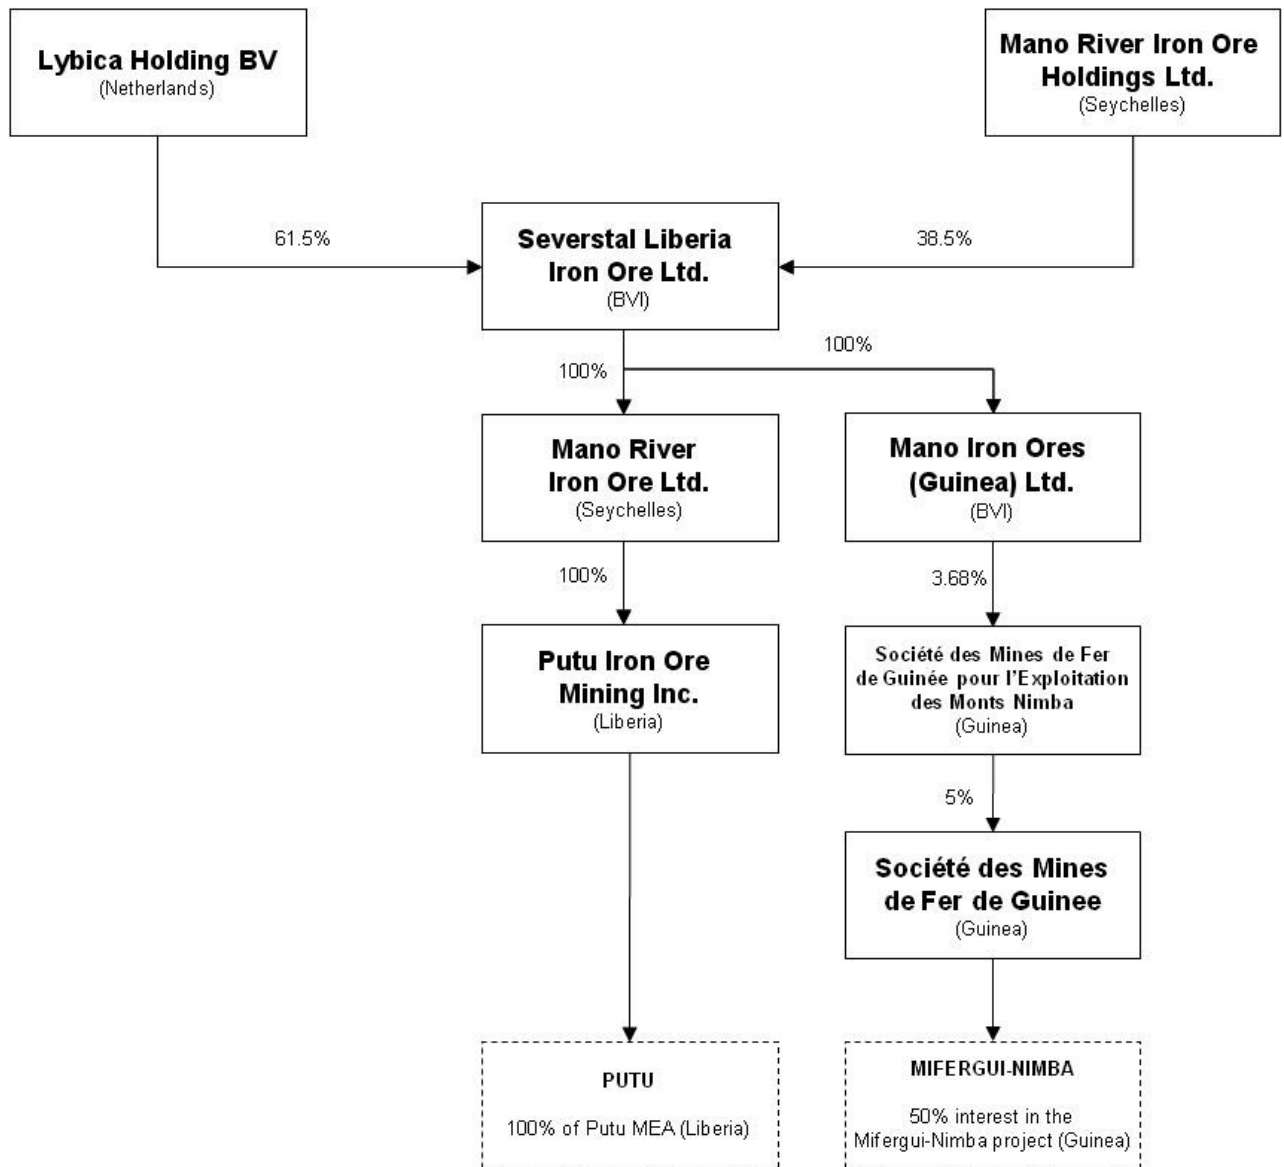 Lybica Holding BV
(Netherlands)
Mano River Iron Ore
Holdings Ltd.
(Seychelles)
61.5%
Severstal Liberia
Iron Ore Ltd.
(BVI)
38.5%
100%
100%
Mano River
Iron Ore Ltd.
(Seychelles)
Mano Iron Ores
(Guinea) Ltd.
(BVI)
100%
3.68%
Putu Iron Ore
Mining Inc.
(Liberia)
Société des Mines de Fer
de Guinée pour l'Exploitation
des Monts Nimba
(Guinea)
5%
Société des Mines
de Fer de Guinee
(Guinea)
PUTU
100% of Putu MEA (Liberia)
MIFERGUI-NIMBA
50% interest in the
Mifergui-Nimba project (Guinea)